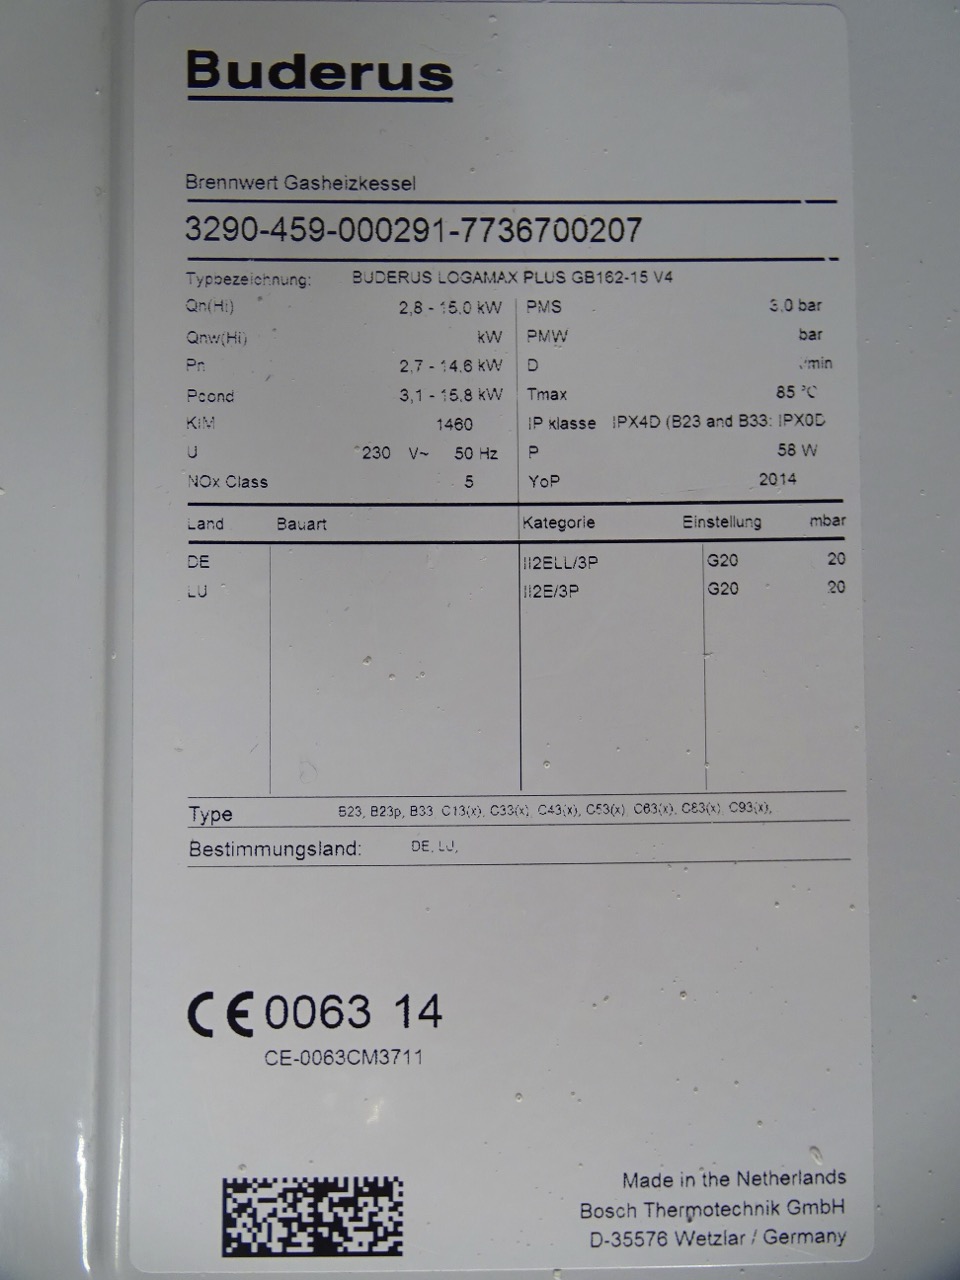 Buderus
Brennwert Gasheizkessel
3290-459-000291-7736700207
Typbezeichnung: BUDERUS LOGAMAX PLUS GB162-15 V4
Qn(Hi) 2,8 - 15.0 kW PMS 3.0 bar
Qnw(Hi) kW PMW bar
Pn 2,7 - 14,6 kW D l/min
Pcond 3,1 - 15,8 kW Tmax 85 °C
KIM 1460 IP klasse IPX4D (B23 and B33: IPX0D
U 230 V~ 50 Hz P 58 W
NOx Class 5 YoP 2014
Land Bauart Kategorie Einstellung mbar
DE II2ELL/3P G20 20
LU II2E/3P G20 20
Type B23, B23p, B33, C13(x), C33(x), C43(x), C53(x), C63(x), C83(x), C93(x),
Bestimmungsland: DE, LU,
CE 0063 14
CE-0063CM3711
Made in the Netherlands
Bosch Thermotechnik GmbH
D-35576 Wetzlar / Germany